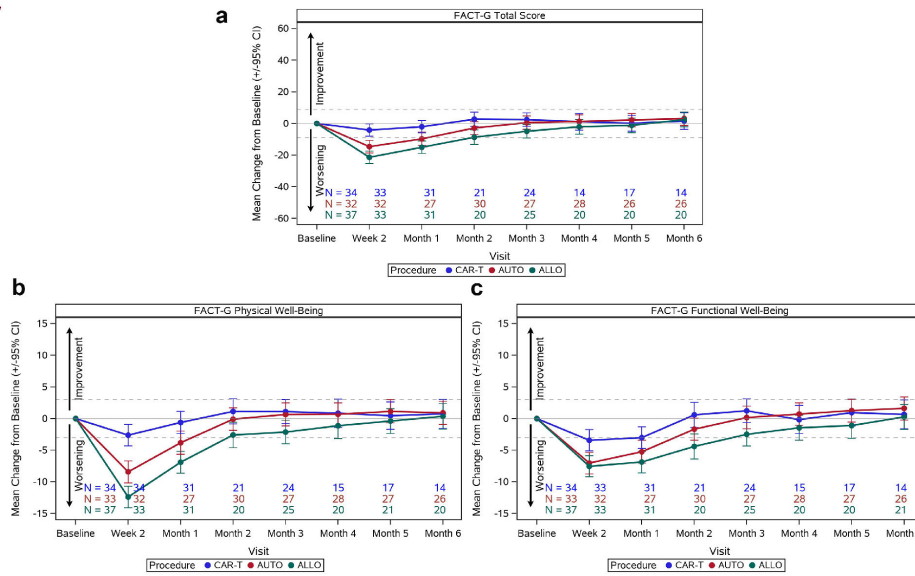 a
FACT-G Total Score
Mean Change from Baseline (+/-95% CI)
60
40
20
0
-20
-40
-60
Improvement
Worsening
N = 34 33 31 21 24 14 17 14
N = 32 32 27 30 27 28 26 26
N = 37 33 31 20 25 20 20 20
Baseline Week 2 Month 1 Month 2 Month 3 Month 4 Month 5 Month 6
Visit
Procedure CAR-T AUTO ALLO
b
FACT-G Physical Well-Being
Mean Change from Baseline (+/-95% CI)
15
10
5
0
-5
-10
-15
Improvement
Worsening
N = 34 34 31 21 24 15 17 14
N = 33 32 27 30 27 28 27 26
N = 37 33 31 20 25 20 21 20
Baseline Week 2 Month 1 Month 2 Month 3 Month 4 Month 5 Month 6
Visit
Procedure CAR-T AUTO ALLO
c
FACT-G Functional Well-Being
Mean Change from Baseline (+/-95% CI)
15
10
5
0
-5
-10
-15
Improvement
Worsening
N = 34 33 31 21 24 15 17 14
N = 33 32 27 30 27 28 27 26
N = 37 33 31 20 25 20 20 21
Baseline Week 2 Month 1 Month 2 Month 3 Month 4 Month 5 Month
Visit
Procedure CAR-T AUTO ALLO